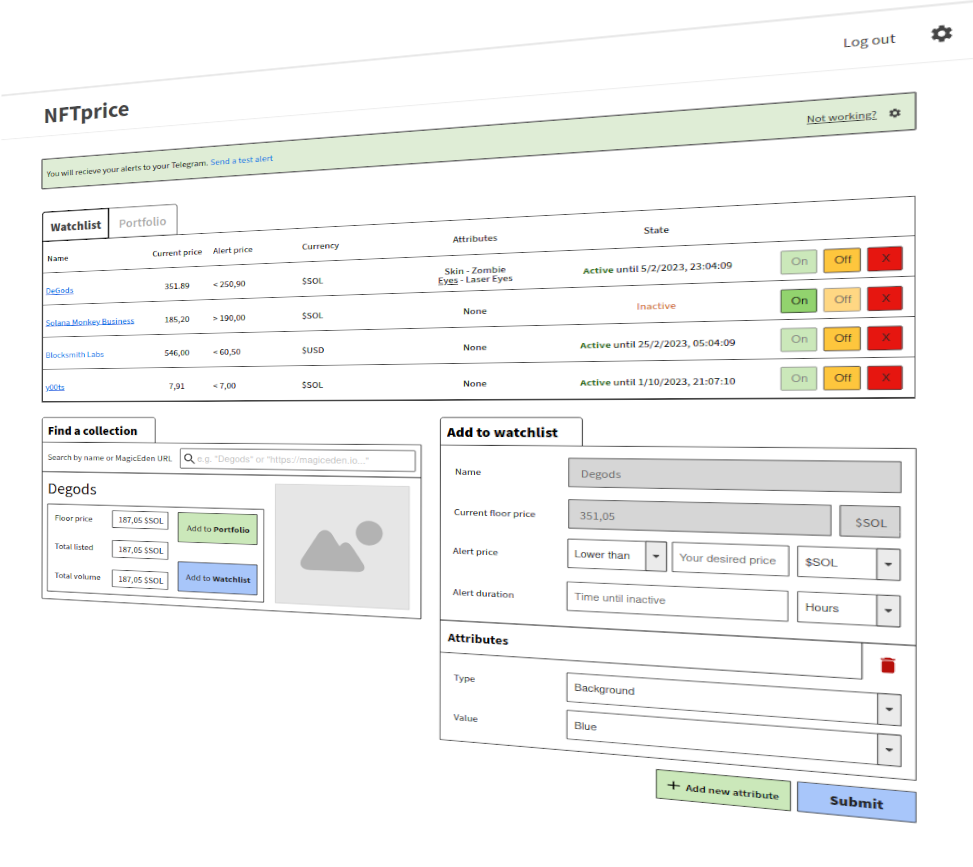 Log out
NFTprice
Not working?
You will recieve your alerts to your Telegram. Send a test alert
Watchlist Portfolio
Name Current price Alert price Currency Attributes State
DeGods 351.89 < 250,90 $SOL Skin - Zombie
Eyes - Laser Eyes Active until 5/2/2023, 23:04:09 On Off X
Solana Monkey Business 185,20 > 190,00 $SOL None Inactive On Off X
Blocksmith Labs 546,00 < 60,50 $USD None Active until 25/2/2023, 05:04:09 On Off X
y00ts 7,91 < 7,00 $SOL None Active until 1/10/2023, 21:07:10 On Off X
Find a collection
Search by name or MagicEden URL e.g. "Degods" or "https://magiceden.io..."
Degods
Floor price 187,05 $SOL Add to Portfolio
Total listed 187,05 $SOL
Total volume 187,05 $SOL Add to Watchlist
Add to watchlist
Name Degods
Current floor price 351,05 $SOL
Alert price Lower than Your desired price $SOL
Alert duration Time until inactive Hours
Attributes
Type Background
Value Blue
+ Add new attribute Submit